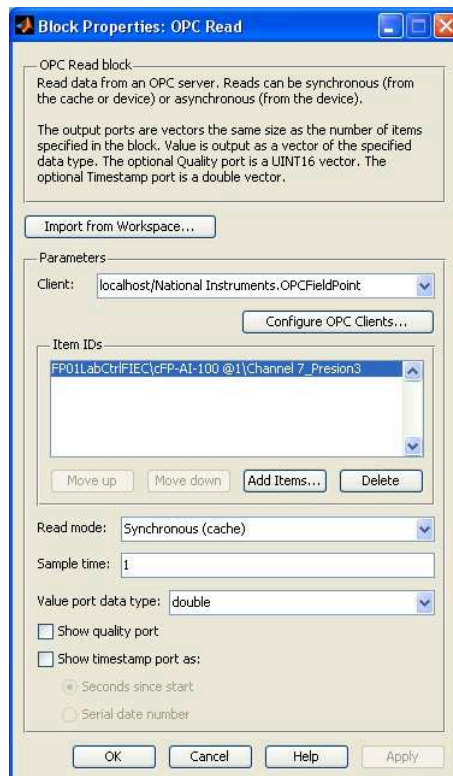 Block Properties: OPC Read
OPC Read block
Read data from an OPC server. Reads can be synchronous (from
the cache or device) or asynchronous (from the device).
The output ports are vectors the same size as the number of items
specified in the block. Value is output as a vector of the specified
data type. The optional Quality port is a UINT16 vector. The
optional Timestamp port is a double vector.
Import from Workspace...
Parameters
Client: localhost/National Instruments.OPCFieldPoint
Configure OPC Clients...
Item IDs
FP01LabCtrlFIEC\cFP-AI-100 @1\Channel 7_Presion3
Move up Move down Add Items... Delete
Read mode: Synchronous (cache)
Sample time: 1
Value port data type: double
Show quality port
Show timestamp port as:
Seconds since start
Serial date number
OK Cancel Help Apply